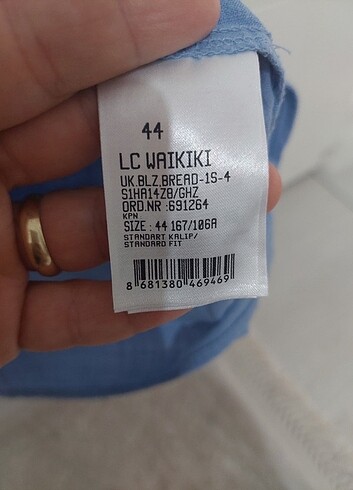 44
LC WAIKIKI
UK.BLZ,BREAD-1S-4
S1HA14Z8/GHZ
ORD.NR :691264
KPN
SIZE : 44 167/106A
STANDART KALIP/
STANDARD FIT
8 681380 469469